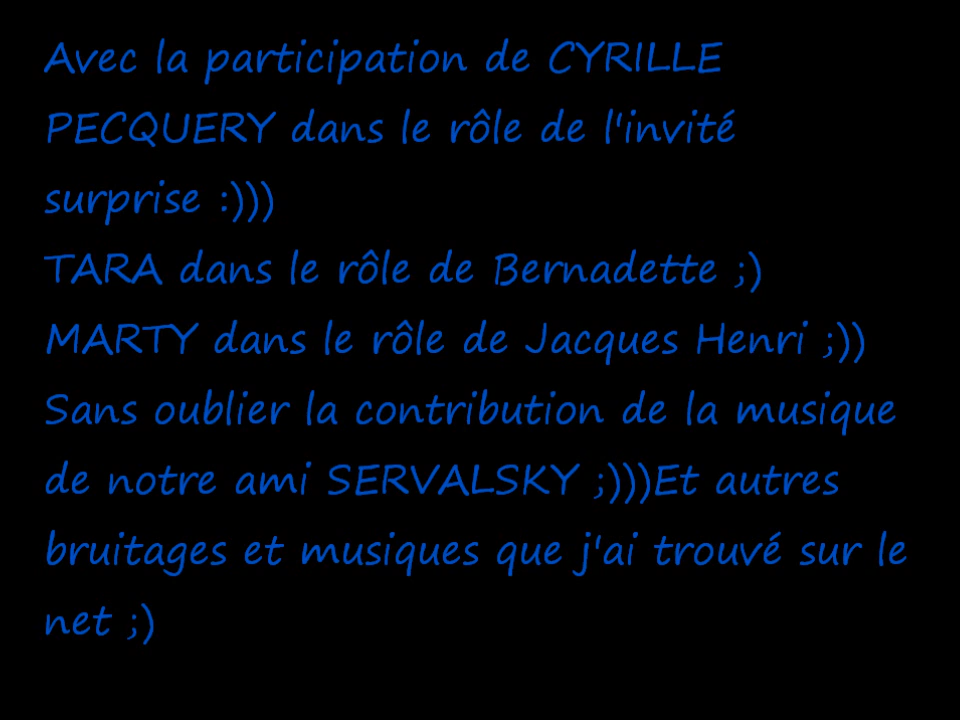 Avec la participation de CYRILLE
PECQUERY dans le rôle de l'invité
surprise :)))
TARA dans le rôle de Bernadette ;)
MARTY dans le rôle de Jacques Henri ;))
Sans oublier la contribution de la musique
de notre ami SERVALSKY ;)))Et autres
bruitages et musiques que j'ai trouvé sur le
net ;)